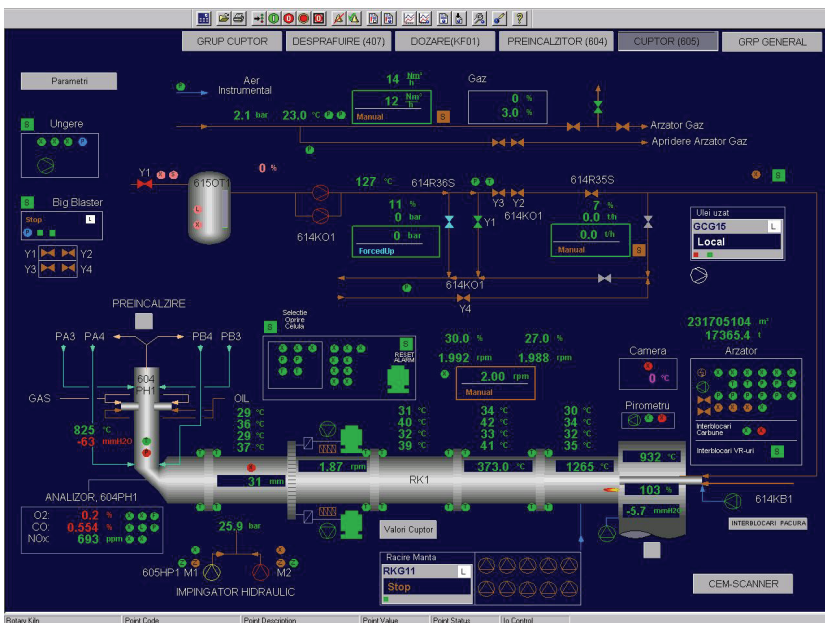 GRUP CUPTOR
DESPRAFUIRE (407)
DOZARE(KF01)
PREINCALZITOR (604)
CUPTOR (605)
GRP GENERAL
Parametri
Aer
Instrumental
14 Nm³
h
12 Nm³
h
Manual
S
Gaz
0 %
3.0 %
2.1 bar 23.0 °C
Arzator Gaz
Apridere Arzator Gaz
S Ungere
Y1
615OT1
0 %
127 °C
614R36S
614R35S
614KO1
Y3 Y2
614KO1
Y1
11 %
0 bar
0 bar
ForcedUp
7 %
0.0 t/h
0.0 t/h
Manual
S
S
S Big Blaster
Stop L
Y1 Y2
Y3 Y4
Ulei uzat
GCG15 L
Local
614KO1
Y4
PREINCALZIRE
PA3 PA4 PB4 PB3
604
PH1
GAS OIL
825 °C
-63 mmH2O
Selectie
Oprire
Celula
S
S
RESET
ALARM
30.0 % 27.0 %
1.992 rpm 1.988 rpm
2.00 rpm
Manual
231705104 m³
17365.4 t
Camera
0 °C
Pirometru
Arzator
Interblocari
Carbune
Interblocari VR-uri S
29 °C
36 °C
29 °C
37 °C
31 °C
40 °C
32 °C
39 °C
34 °C
42 °C
33 °C
41 °C
30 °C
34 °C
32 °C
35 °C
31 mm
1.87 rpm
RK1
373.0 °C
1265 °C
932 °C
103 %
-5.7 mmH2O
614KB1
INTERBLOCARI PACURA
ANALIZOR, 604PH1
O2: 0.2 %
CO: 0.554 %
NOx: 693 ppm
25.9 bar
605HP1 M1 M2
IMPINGATOR HIDRAULIC
Valori Cuptor
Racire Manta
RKG11 L
Stop
CEM-SCANNER
Rotary Kiln
Point Code
Point Description
Point Value
Point Status
Io Control